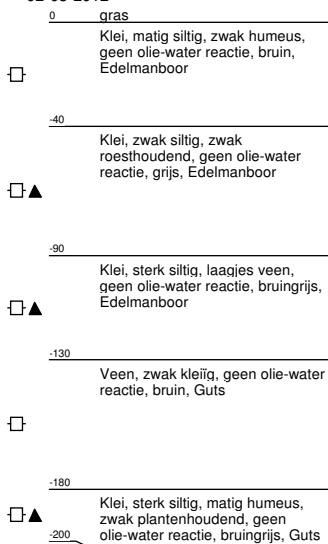 0 gras
Klei, matig siltig, zwak humeus,
geen olie-water reactie, bruin,
Edelmanboor
-40
Klei, zwak siltig, zwak
roesthoudend, geen olie-water
reactie, grijs, Edelmanboor
-90
Klei, sterk siltig, laagjes veen,
geen olie-water reactie, bruingrijs,
Edelmanboor
-130
Veen, zwak kleiïg, geen olie-water
reactie, bruin, Guts
-180
Klei, sterk siltig, matig humeus,
zwak plantenhoudend, geen
olie-water reactie, bruingrijs, Guts
-200